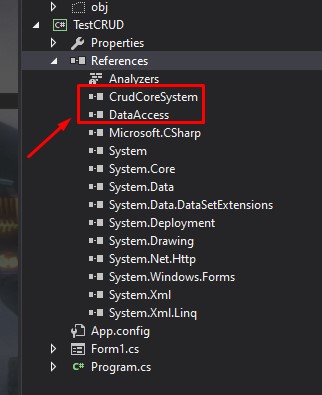 obj
C# TestCRUD
Properties
References
Analyzers
CrudCoreSystem
DataAccess
Microsoft.CSharp
System
System.Core
System.Data
System.Data.DataSetExtensions
System.Deployment
System.Drawing
System.Net.Http
System.Windows.Forms
System.Xml
System.Xml.Linq
App.config
Form1.cs
C# Program.cs